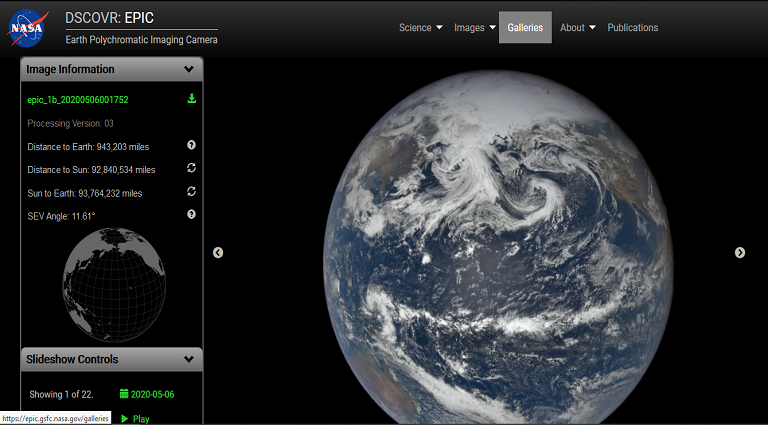 NASA
DSCOVR: EPIC
Earth Polychromatic Imaging Camera
Science Images Galleries About Publications
Image Information
epic_1b_20200506001752
Processing Version: 03
Distance to Earth: 943,203 miles
?
Distance to Sun: 92,840,534 miles
Sun to Earth: 93,764,232 miles
SEV Angle: 11.61°
?
Slideshow Controls
Showing 1 of 22.
2020-05-06
https://epic.gsfc.nasa.gov/galleries
Play